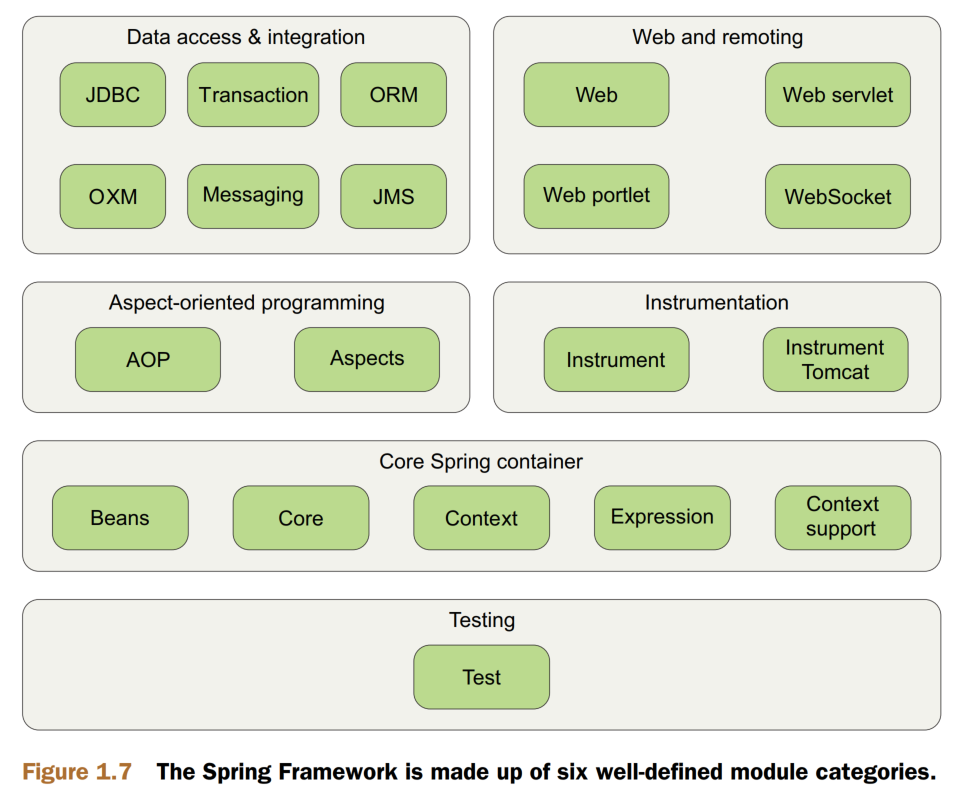 Data access & integration
JDBC
Transaction
ORM
OXM
Messaging
JMS
Web and remoting
Web
Web servlet
Web portlet
WebSocket
Aspect-oriented programming
AOP
Aspects
Instrumentation
Instrument
Instrument
Tomcat
Core Spring container
Beans
Core
Context
Expression
Context
support
Testing
Test
Figure 1.7 The Spring Framework is made up of six well-defined module categories.